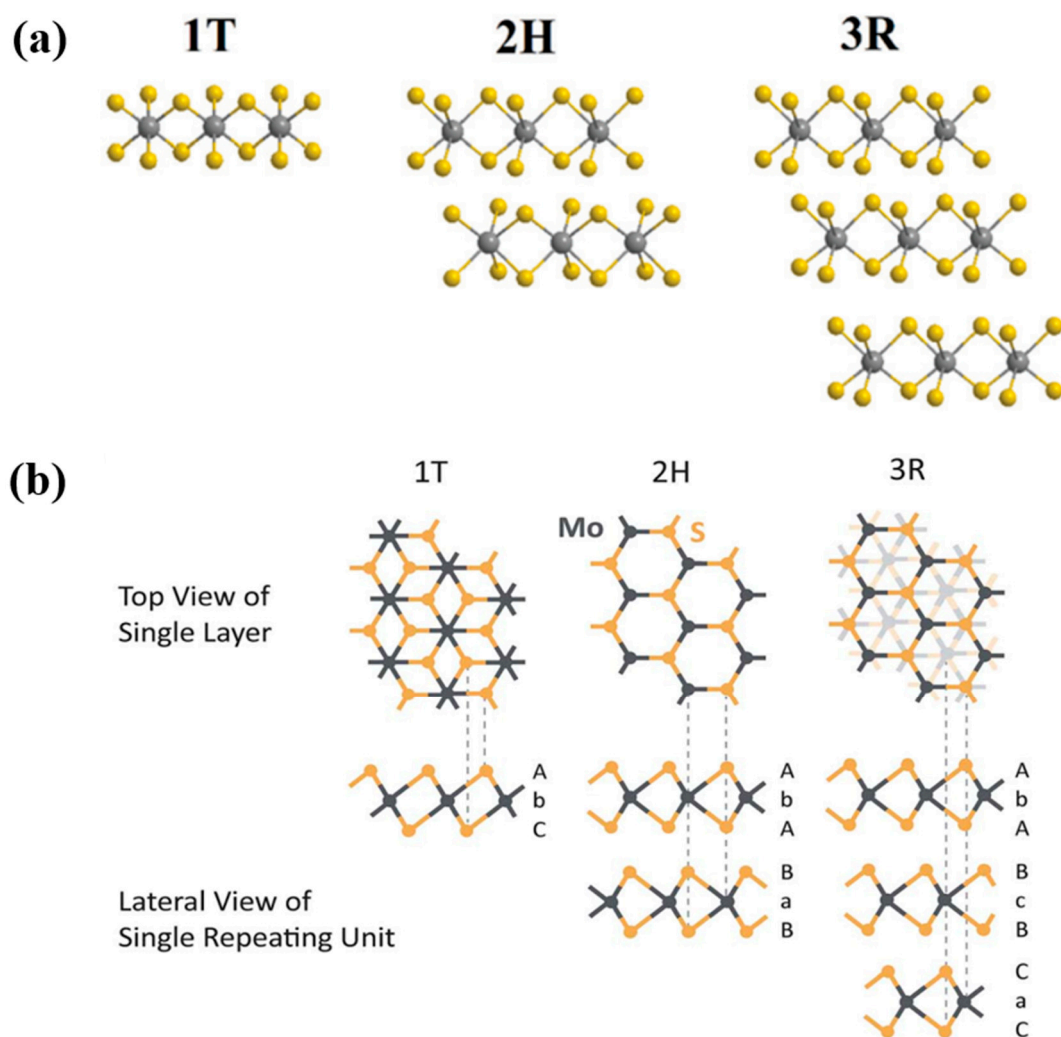 (a)
1T 2H 3R
(b)
1T 2H 3R
Mo S
Top View of
Single Layer
A A A
b b b
C A A
B B
a c
B B
Lateral View of
Single Repeating Unit
C
a
C